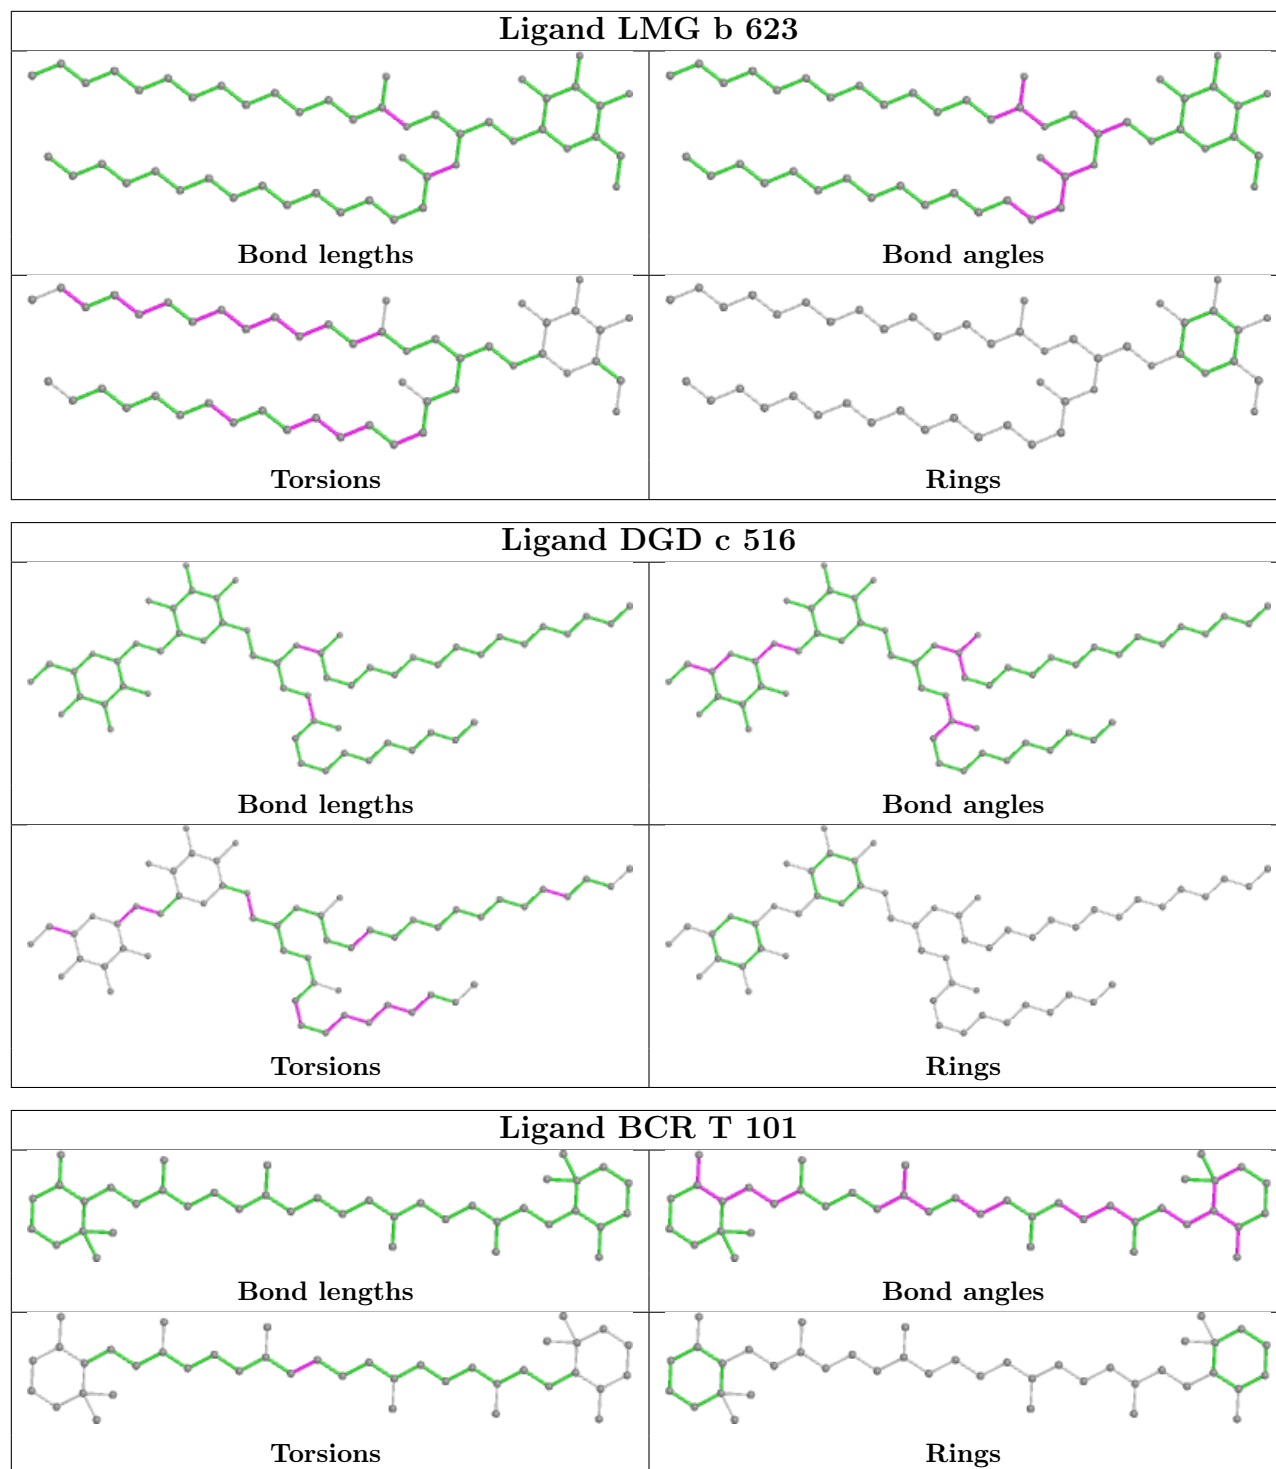 Ligand LMG b 623
Bond lengths
Bond angles
Torsions
Rings
Ligand DGD c 516
Bond lengths
Bond angles
Torsions
Rings
Ligand BCR T 101
Bond lengths
Bond angles
Torsions
Rings